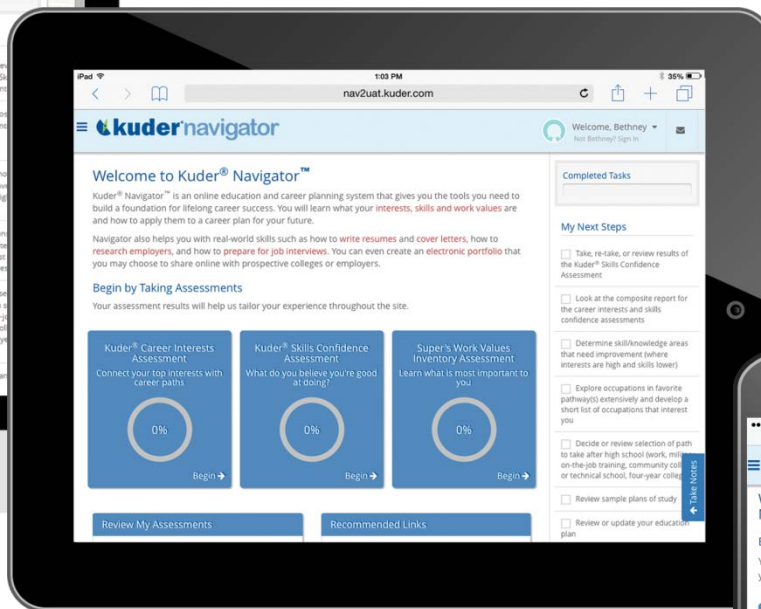 iPad
1:03 PM
35%
nav2uat.kuder.com
kuder navigator
Welcome, Bethney
Not Bethney? Sign In
Welcome to Kuder® Navigator™
Kuder® Navigator™ is an online education and career planning system that gives you the tools you need to
build a foundation for lifelong career success. You will learn what your interests, skills and work values are
and how to apply them to a career plan for your future.
Navigator also helps you with real-world skills such as how to write resumes and cover letters, how to
research employers, and how to prepare for job interviews. You can even create an electronic portfolio that
you may choose to share online with prospective colleges or employers.
Begin by Taking Assessments
Your assessment results will help us tailor your experience throughout the site.
Kuder® Career Interests
Assessment
Connect your top interests with
career paths
0%
Begin →
Kuder® Skills Confidence
Assessment
What do you believe you're good
at doing?
0%
Begin →
Super's Work Values
Inventory Assessment
Learn what is most important to
you
0%
Begin →
Review My Assessments
Recommended Links
Completed Tasks
My Next Steps
Take, re-take, or review results of
the Kuder® Skills Confidence
Assessment
Look at the composite report for
the career interests and skills
confidence assessments
Determine skill/knowledge areas
that need improvement (where
interests are high and skills lower)
Explore occupations in favorite
pathway(s) extensively and develop a
short list of occupations that interest
you
Decide or review selection of path
to take after high school (work,
on-the-job training, community
or technical school, four-year
Review sample plans of study
Review or update your education
plan
← Take Notes